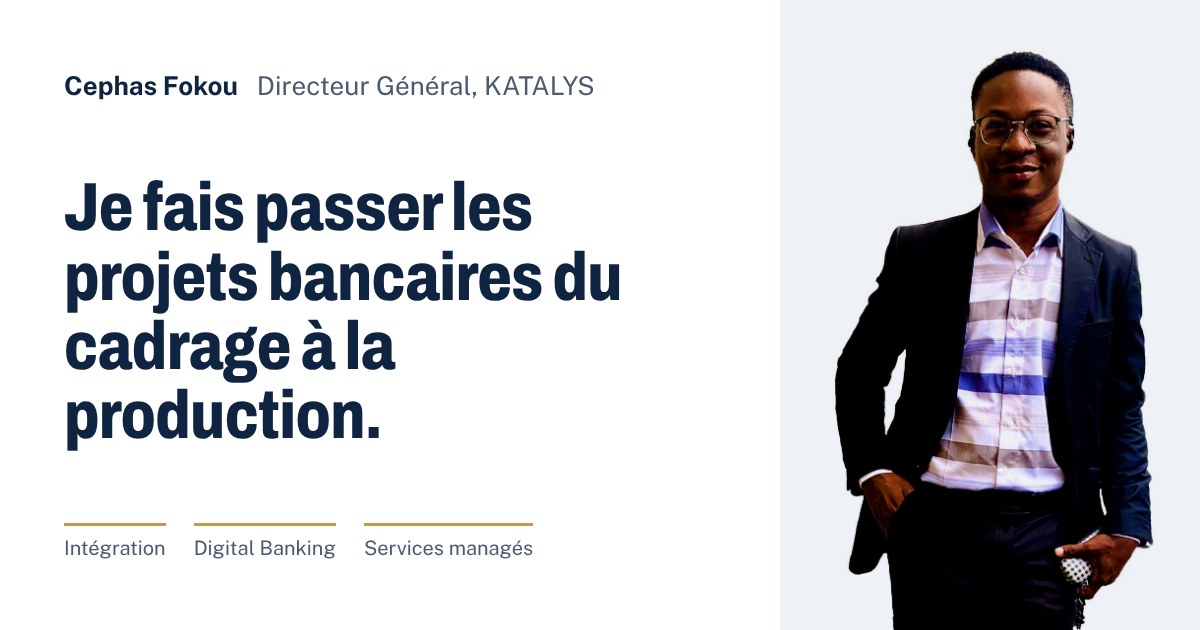 Cephas Fokou Directeur Général, KATALYS
Je fais passer les
projets bancaires du
cadrage à la
production.
Intégration Digital Banking Services managés